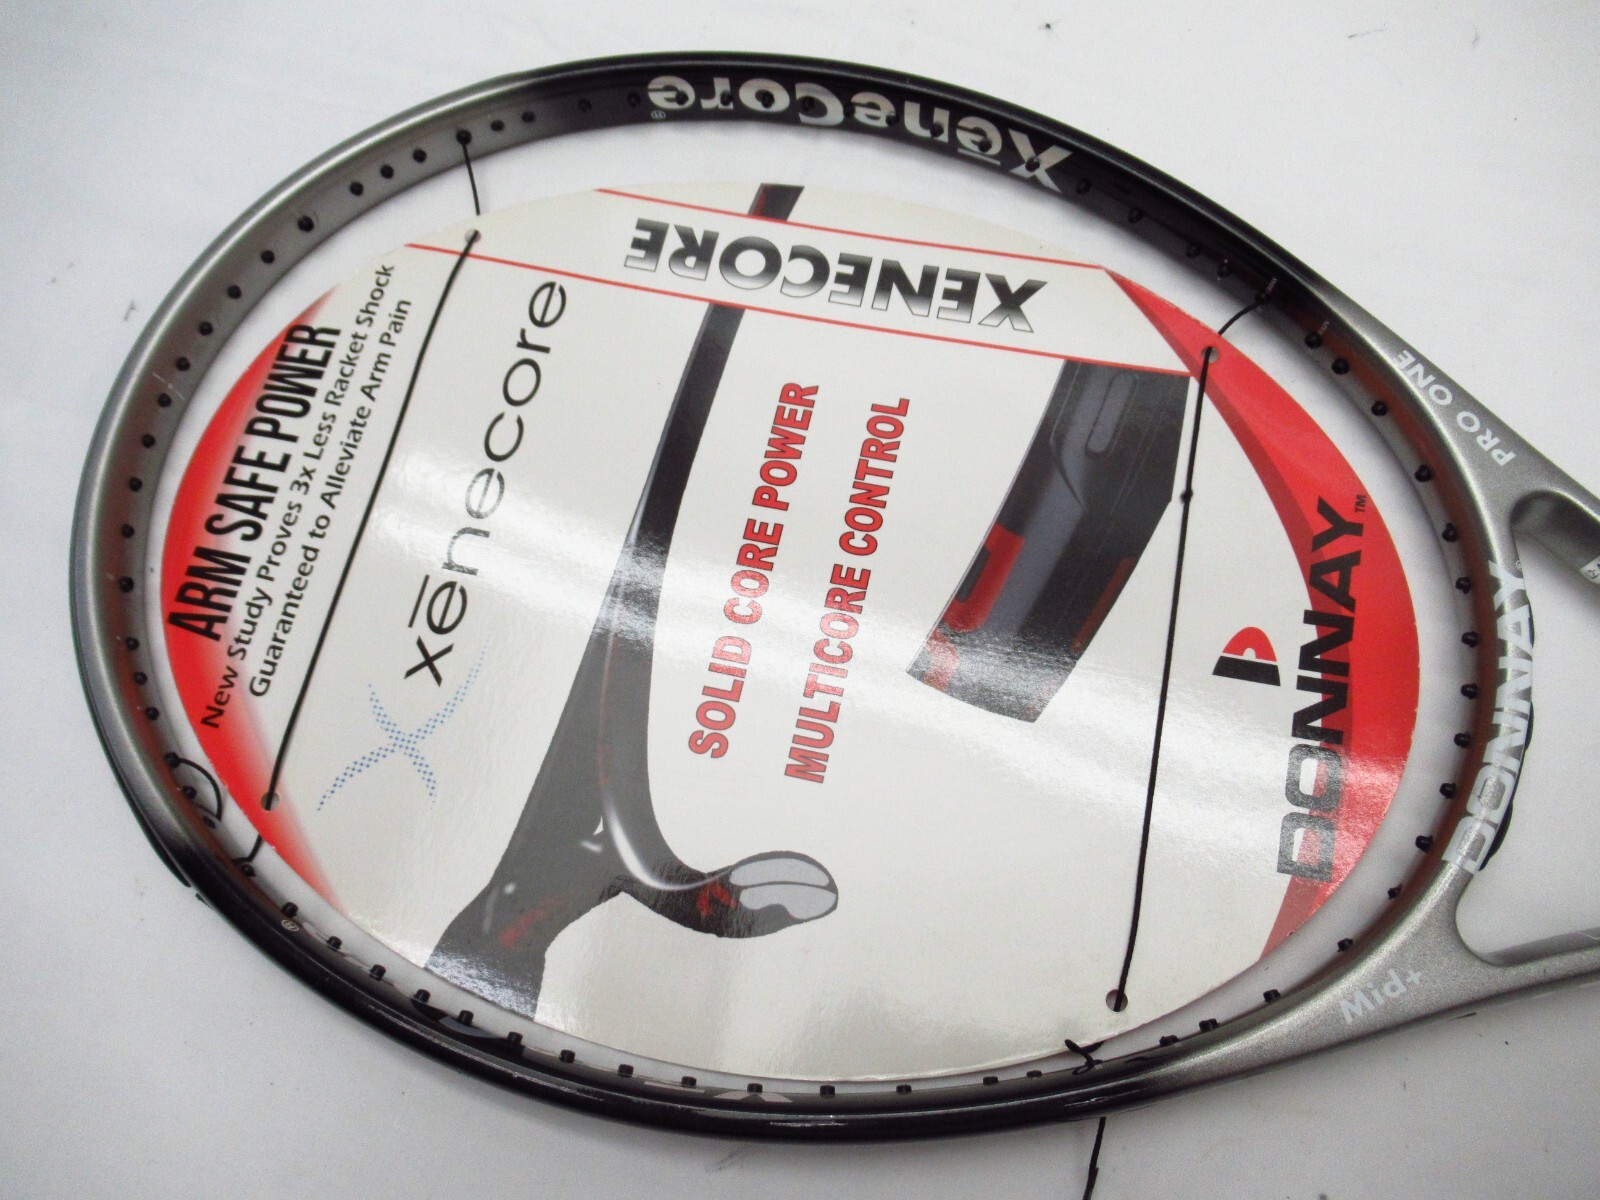 XēneCore®
XENECORE
ARM SAFE POWER
New Study Proves 3x Less Racket Shock
Guaranteed to Alleviate Arm Pain
xēnecore
SOLID CORE POWER
MULTICORE CONTROL
DONNAY™
PRO ONE
DONNAY
Mid+
®